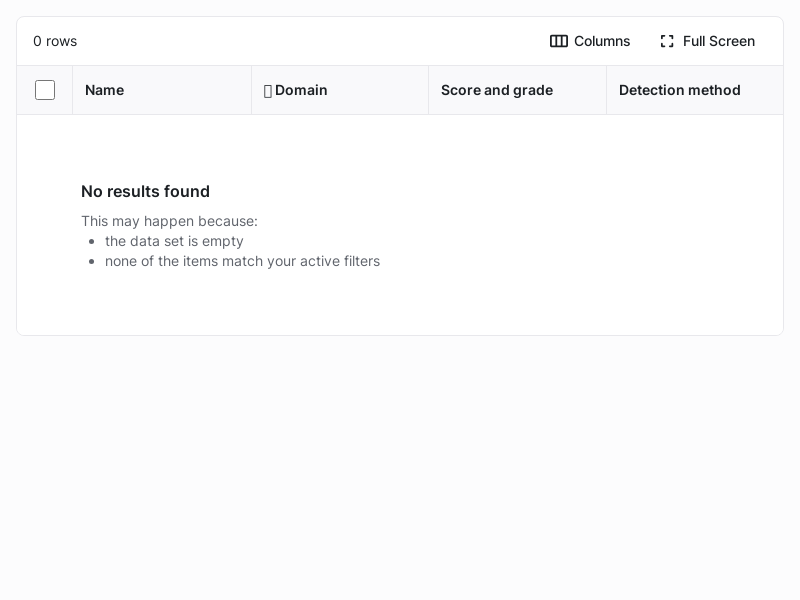 0 rows
Columns
Full Screen
Name
Domain
Score and grade
Detection method
No results found
This may happen because:
the data set is empty
none of the items match your active filters